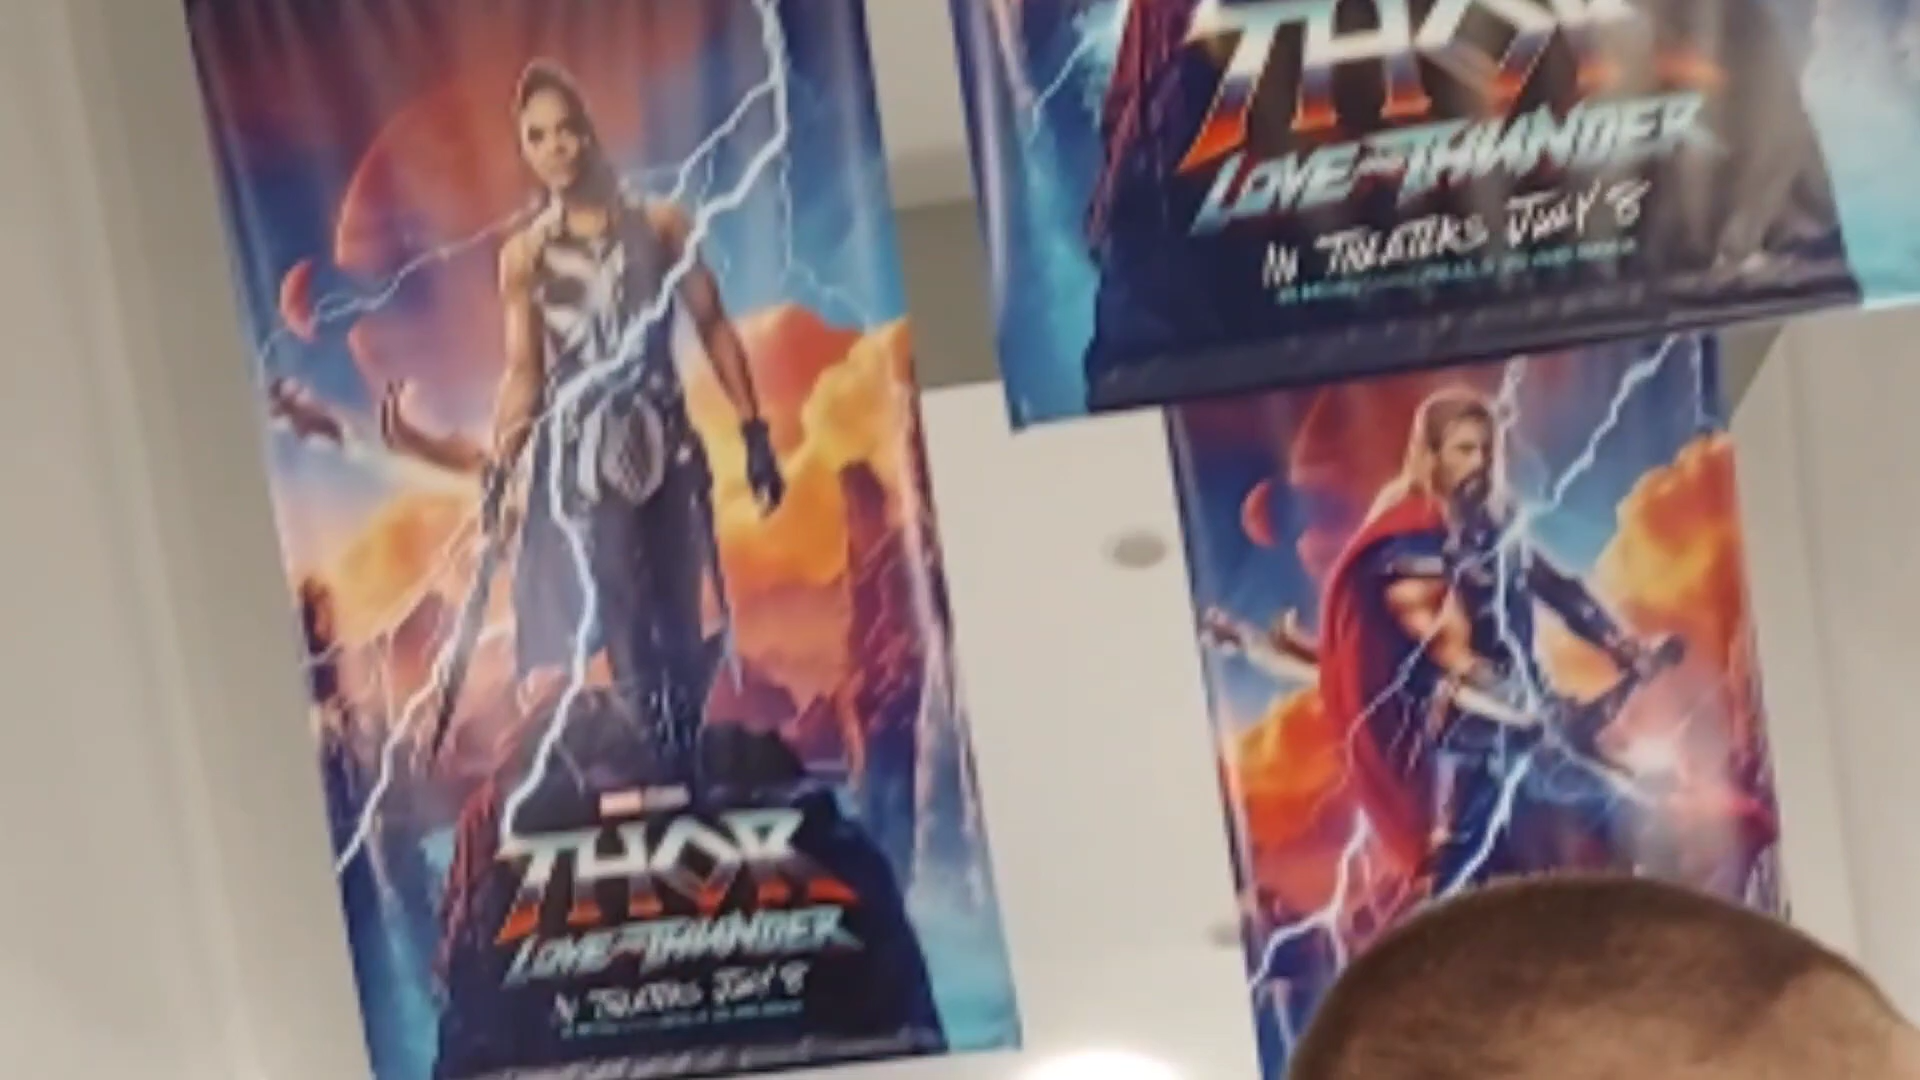 THOR
LOVE AND THUNDER
IN THEATERS JULY 8
THOR
LOVE AND THUNDER
IN THEATERS JULY 8